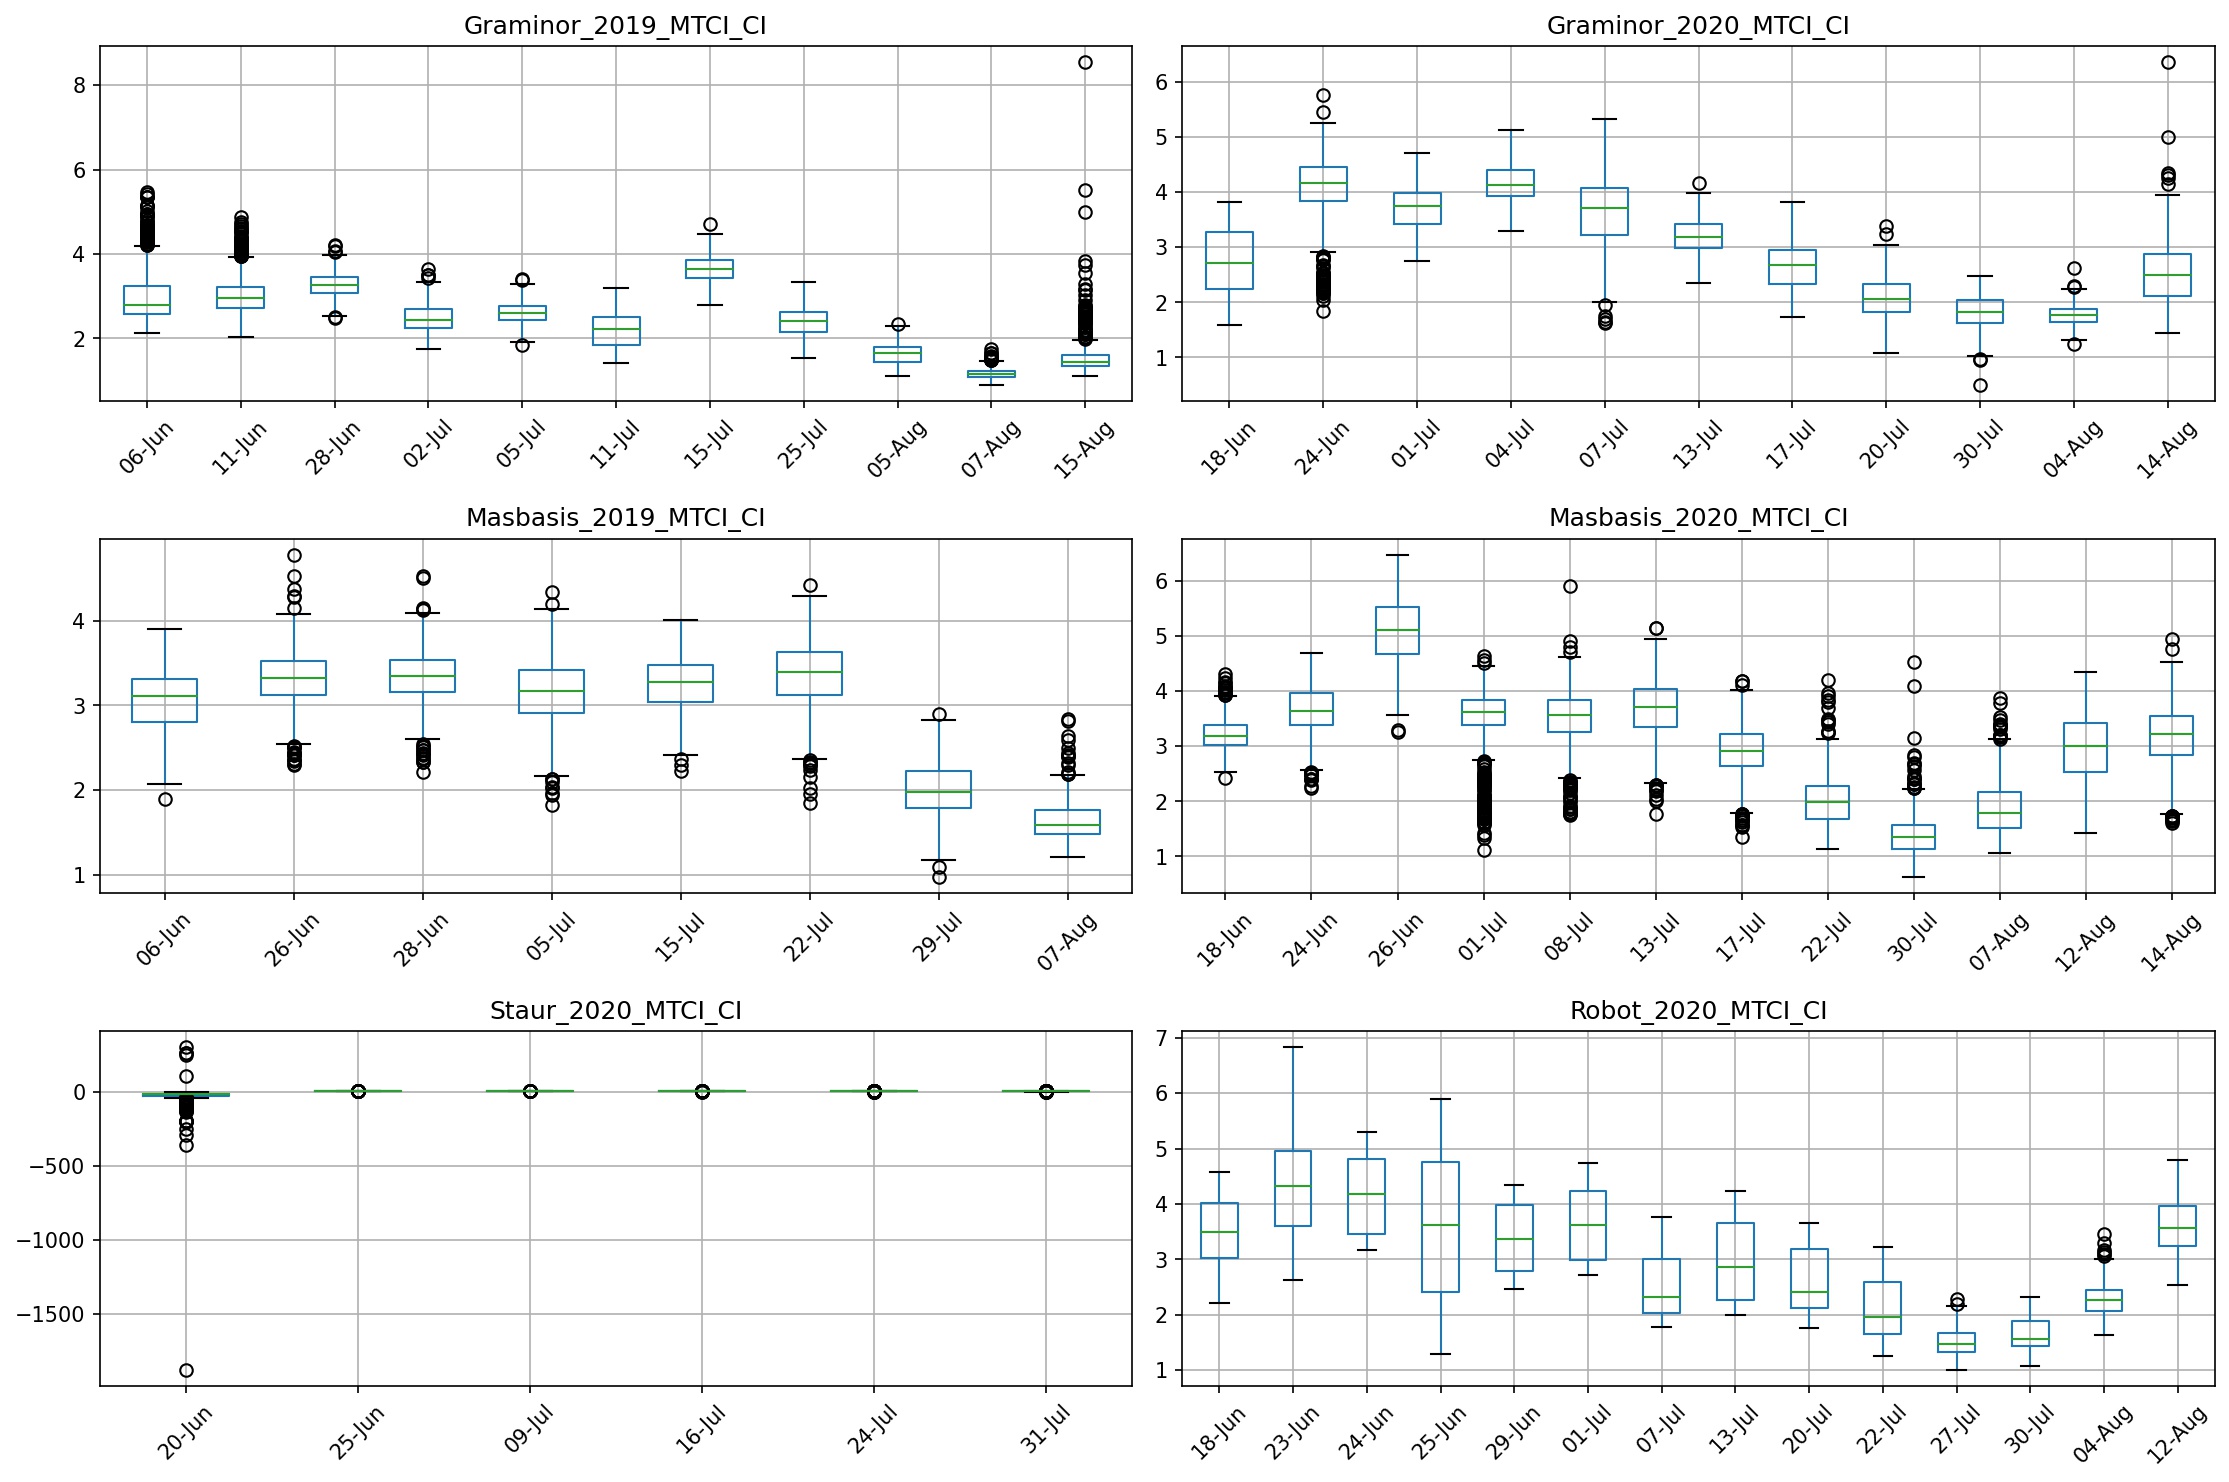 Graminor_2019_MTCI_CI
8
6
4
2
06-Jun 11-Jun 28-Jun 02-Jul 05-Jul 11-Jul 15-Jul 25-Jul 05-Aug 07-Aug 15-Aug
Graminor_2020_MTCI_CI
6
5
4
3
2
1
18-Jun 24-Jun 01-Jul 04-Jul 07-Jul 13-Jul 17-Jul 20-Jul 30-Jul 04-Aug 14-Aug
Masbasis_2019_MTCI_CI
4
3
2
1
06-Jun 26-Jun 28-Jun 05-Jul 15-Jul 22-Jul 29-Jul 07-Aug
Masbasis_2020_MTCI_CI
6
5
4
3
2
1
18-Jun 24-Jun 26-Jun 01-Jul 08-Jul 13-Jul 17-Jul 22-Jul 30-Jul 07-Aug 12-Aug 14-Aug
Staur_2020_MTCI_CI
0
−500
−1000
−1500
20-Jun 25-Jun 09-Jul 16-Jul 24-Jul 31-Jul
Robot_2020_MTCI_CI
7
6
5
4
3
2
1
18-Jun 23-Jun 24-Jun 25-Jun 29-Jun 01-Jul 07-Jul 13-Jul 20-Jul 22-Jul 27-Jul 30-Jul 04-Aug 12-Aug